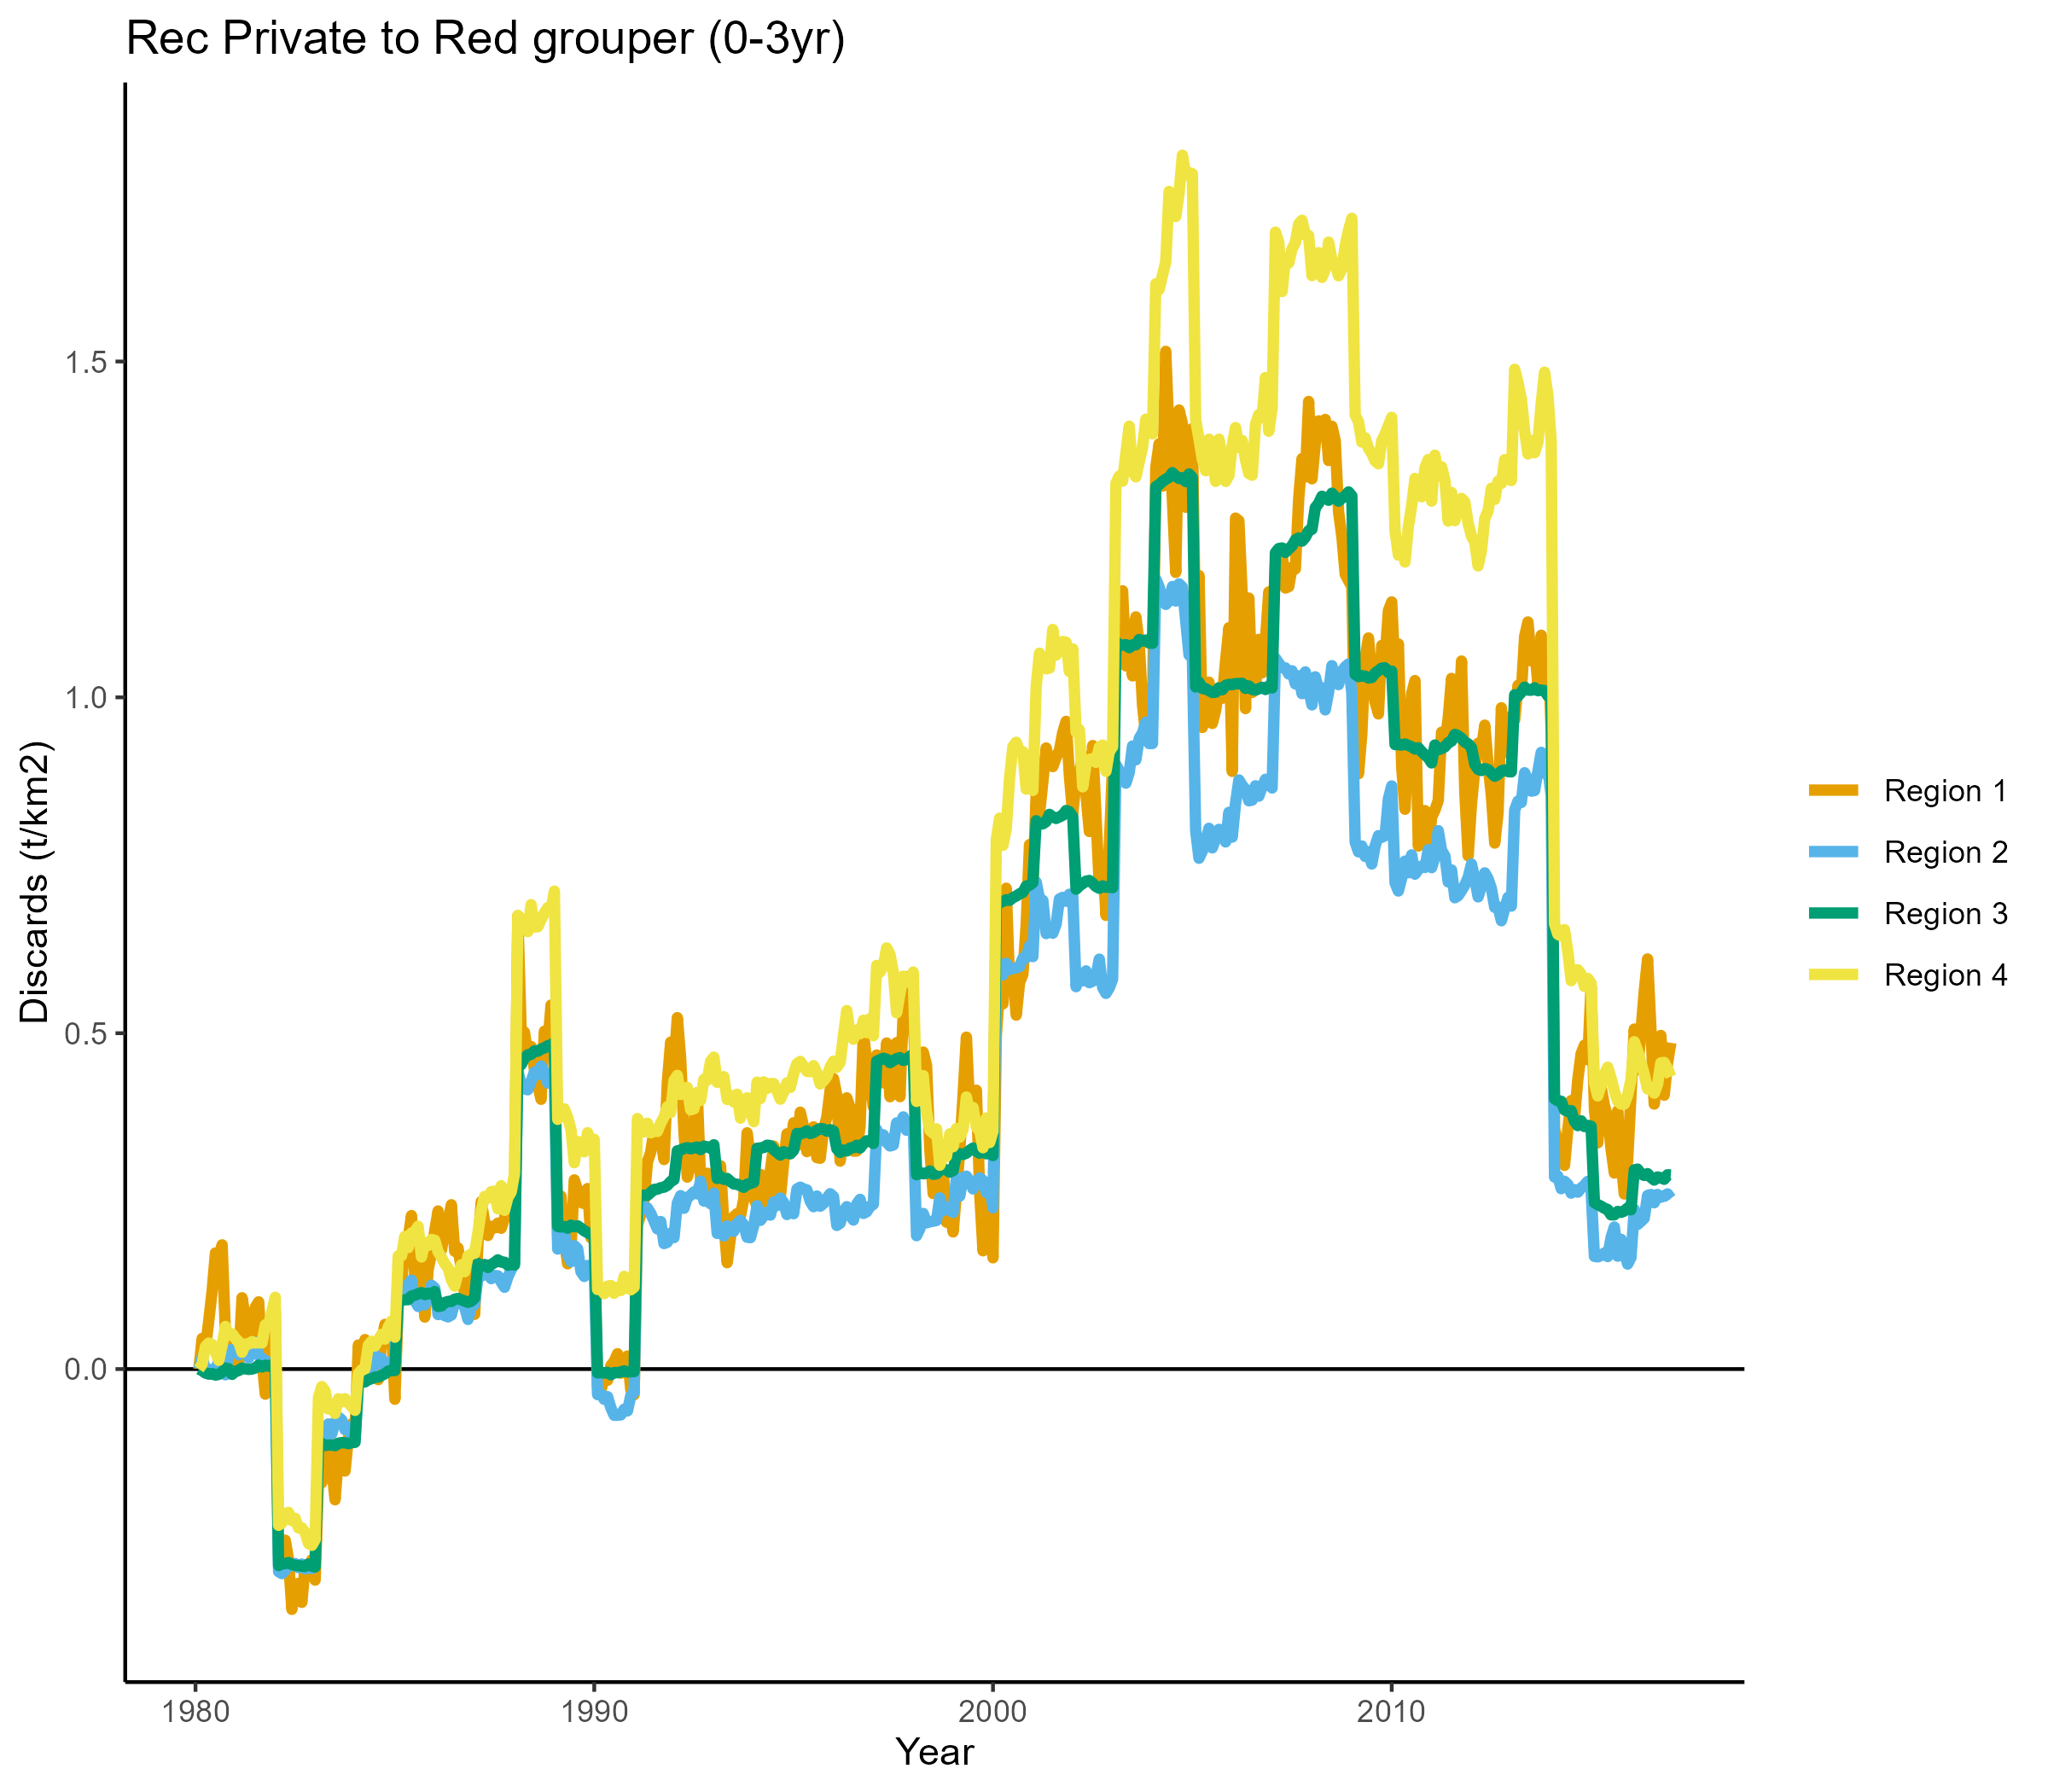 Rec Private to Red grouper (0-3yr)
Discards (t/km2)
1.5
1.0
0.5
0.0
1980
1990
2000
2010
Year
Region 1
Region 2
Region 3
Region 4